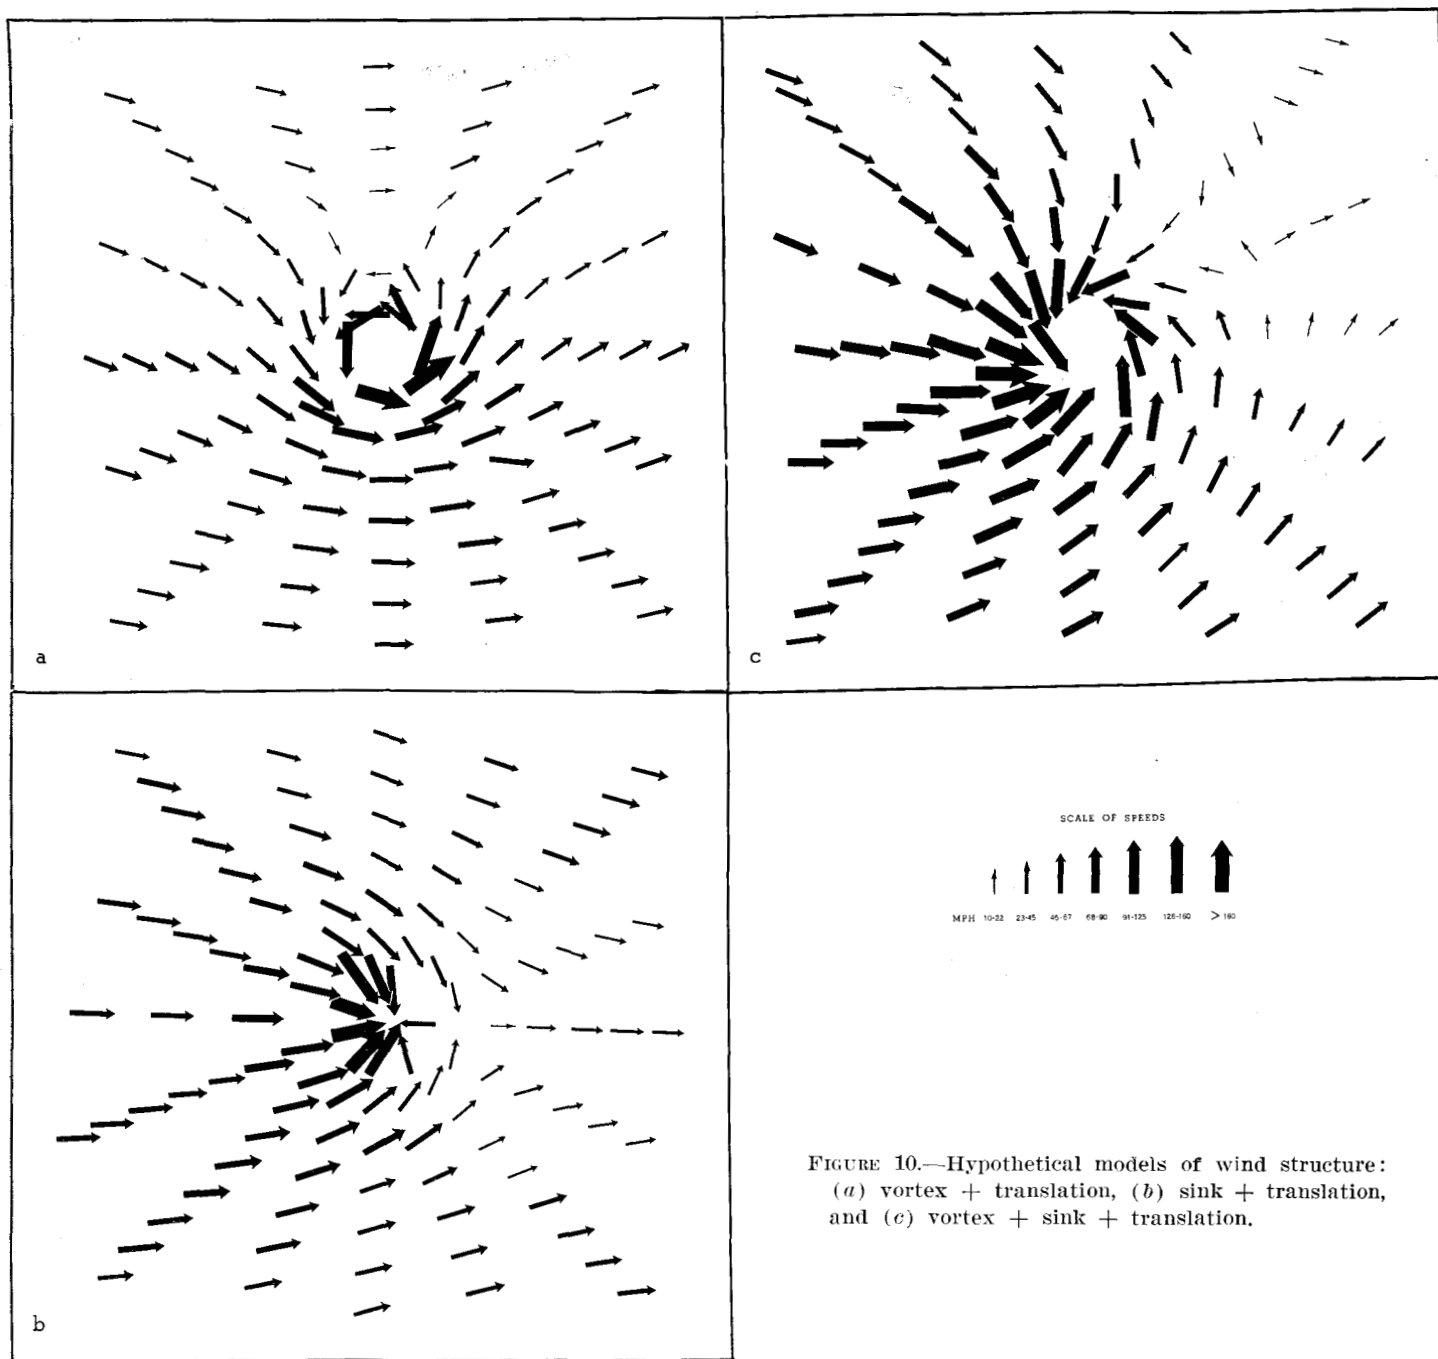 a
c
b
SCALE OF SPEEDS
MPH 10-22 23-45 46-67 68-90 91-125 126-160 > 160
FIGURE 10.—Hypothetical models of wind structure:
(a) vortex + translation, (b) sink + translation,
and (c) vortex + sink + translation.